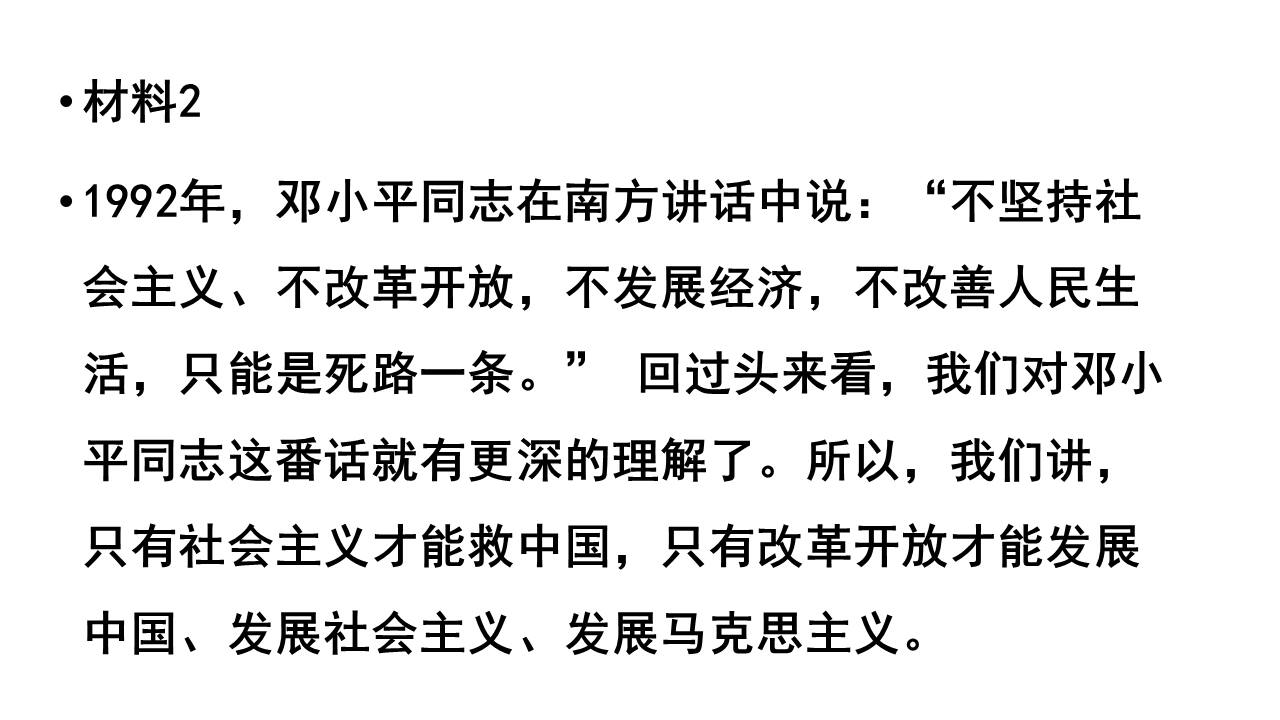 •材料2
•1992年，邓小平同志在南方讲话中说：“不坚持社
会主义、不改革开放，不发展经济，不改善人民生
活，只能是死路一条。” 回过头来看，我们对邓小
平同志这番话就有更深的理解了。所以，我们讲，
只有社会主义才能救中国，只有改革开放才能发展
中国、发展社会主义、发展马克思主义。